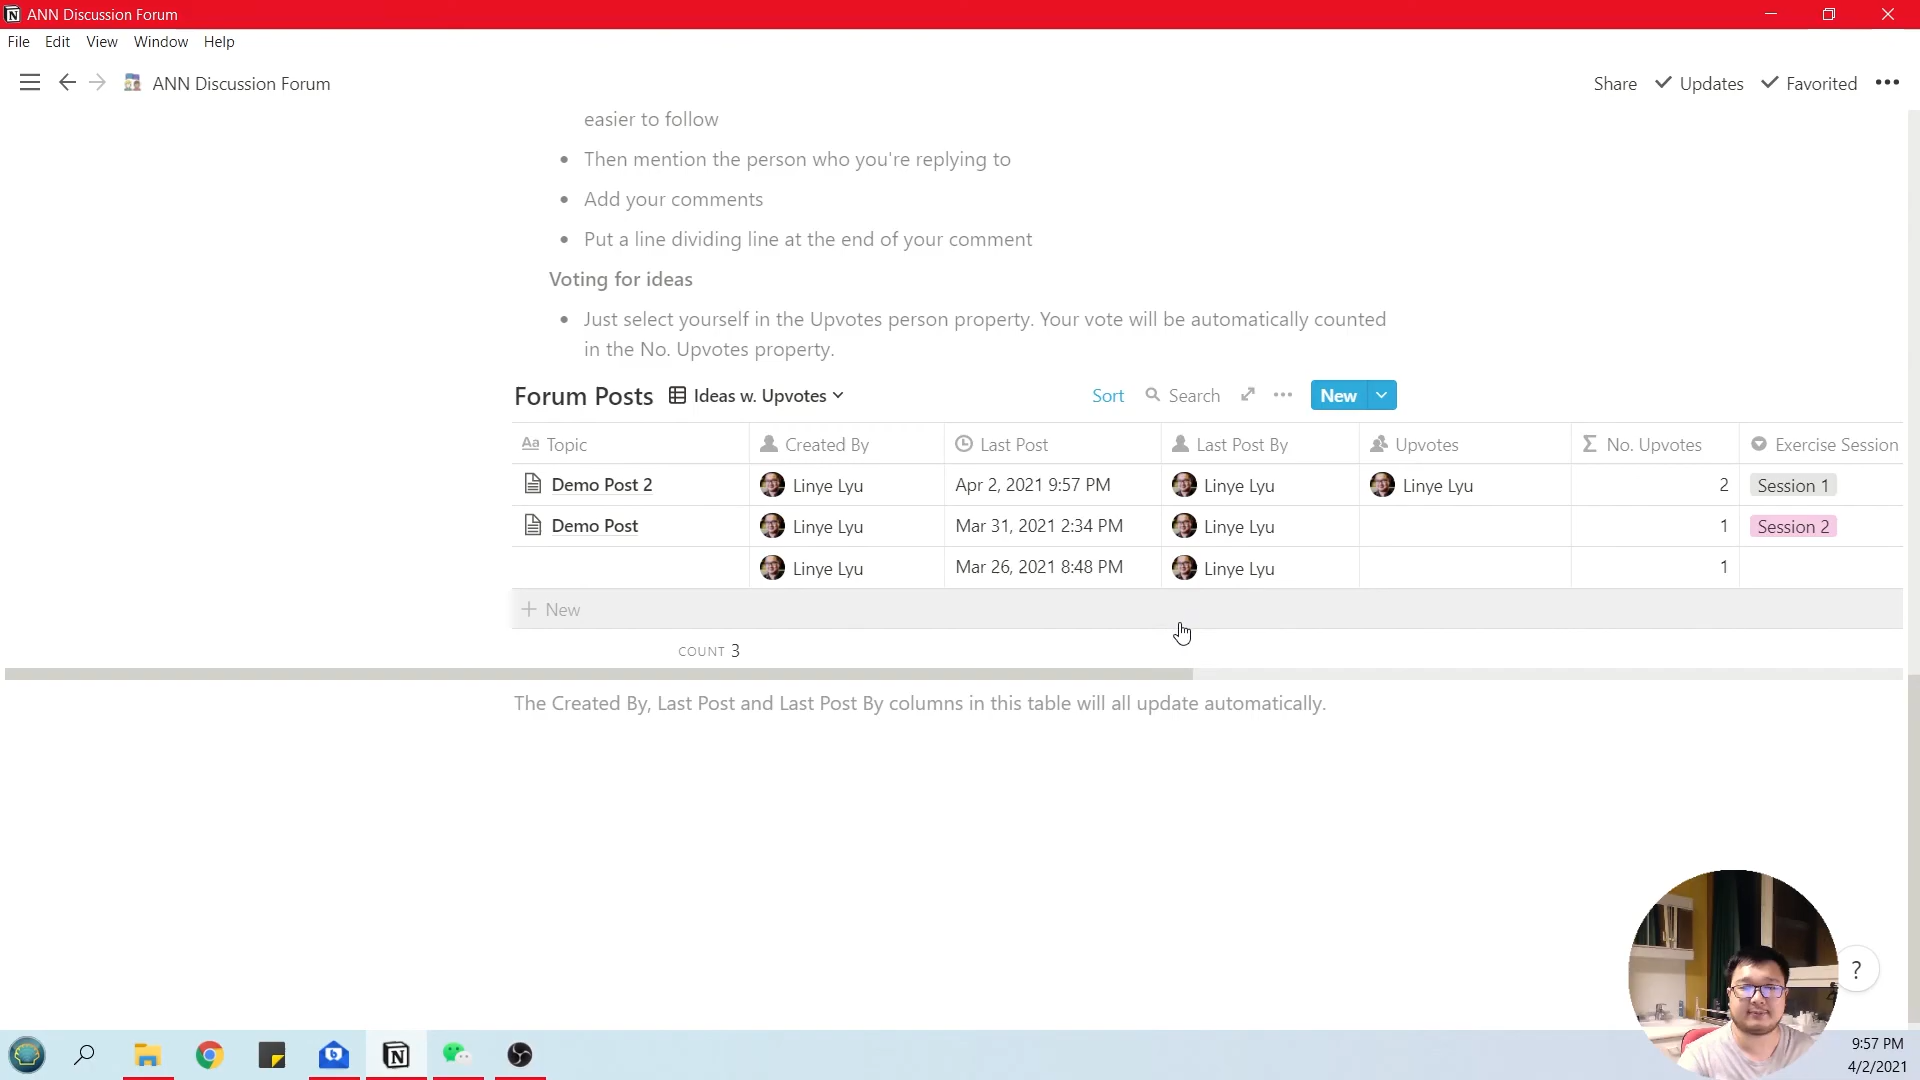 ANN Discussion Forum
File Edit View Window Help
ANN Discussion Forum
Share Updates Favorited
easier to follow
Then mention the person who you're replying to
Add your comments
Put a line dividing line at the end of your comment
Voting for ideas
Just select yourself in the Upvotes person property. Your vote will be automatically counted
in the No. Upvotes property.
Forum Posts Ideas w. Upvotes Sort Search New
Aa Topic Created By Last Post Last Post By Upvotes Σ No. Upvotes Exercise Session
Demo Post 2 Linye Lyu Apr 2, 2021 9:57 PM Linye Lyu Linye Lyu 2 Session 1
Demo Post Linye Lyu Mar 31, 2021 2:34 PM Linye Lyu 1 Session 2
Linye Lyu Mar 26, 2021 8:48 PM Linye Lyu 1
+ New
COUNT 3
The Created By, Last Post and Last Post By columns in this table will all update automatically.
?
9:57 PM
4/2/2021